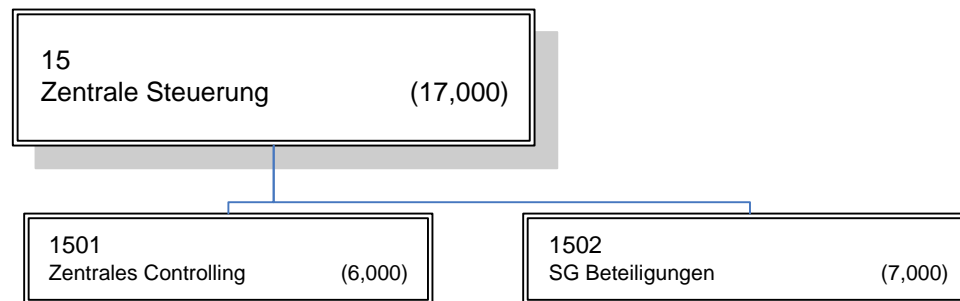 15
Zentrale Steuerung (17,000)
1501
Zentrales Controlling (6,000)
1502
SG Beteiligungen (7,000)